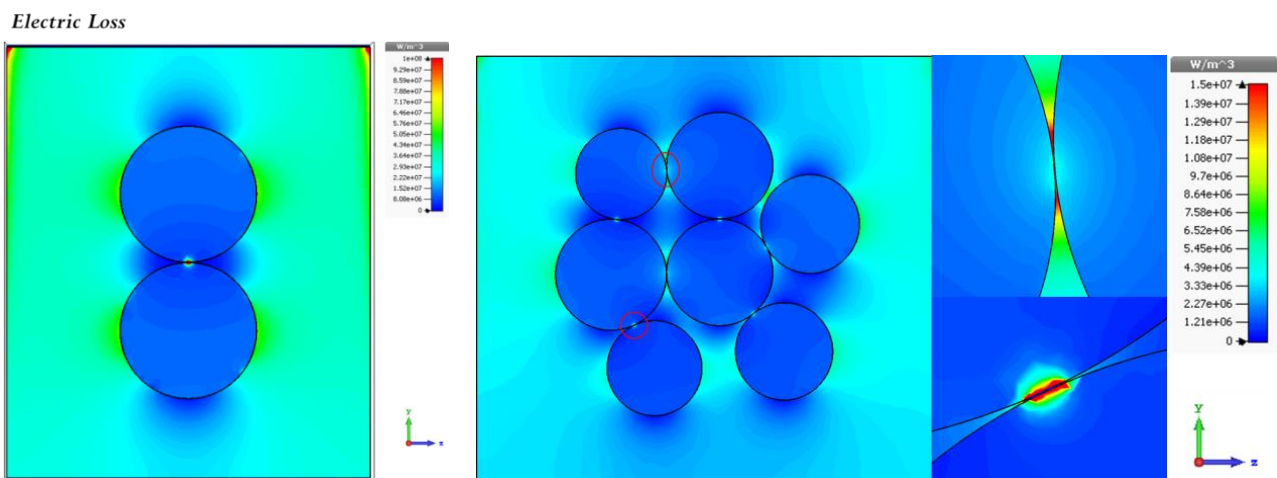 Electric Loss
W/m^3
1e+08
9.29e+07
8.59e+07
7.88e+07
7.17e+07
6.46e+07
5.76e+07
5.05e+07
4.34e+07
3.64e+07
2.93e+07
2.22e+07
1.52e+07
8.08e+06
0
y
z
W/m^3
1.5e+07
1.39e+07
1.29e+07
1.18e+07
1.08e+07
9.7e+06
8.64e+06
7.58e+06
6.52e+06
5.45e+06
4.39e+06
3.33e+06
2.27e+06
1.21e+06
0
Y
z